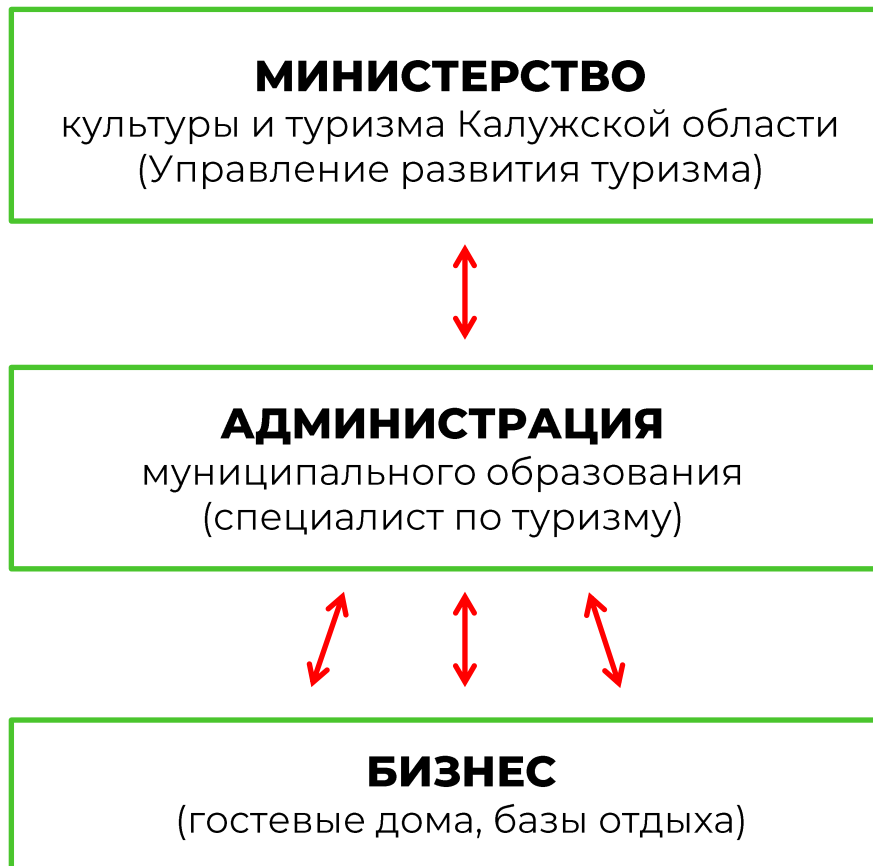 МИНИСТЕРСТВО
культуры и туризма Калужской области
(Управление развития туризма)
АДМИНИСТРАЦИЯ
муниципального образования
(специалист по туризму)
БИЗНЕС
(гостевые дома, базы отдыха)